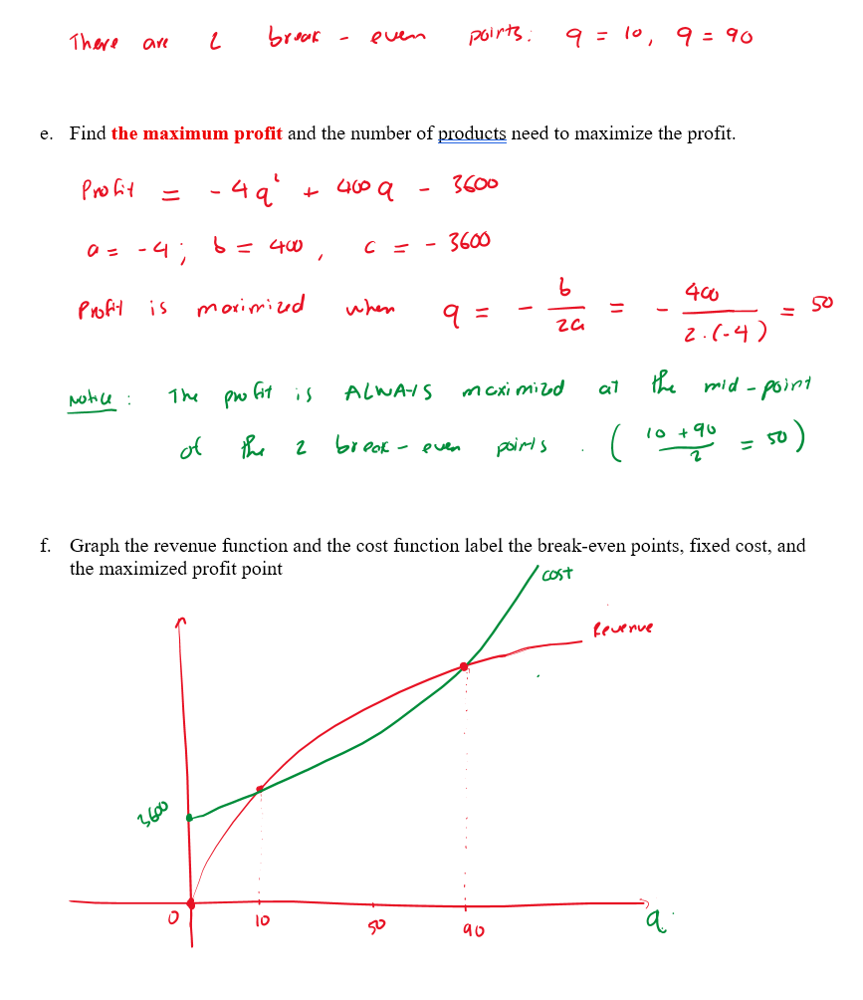 There are 2 break - even points: q = 10, q = 90
e. Find the maximum profit and the number of products need to maximize the profit.
Profit = - 4q² + 400q - 3600
a = -4; b = 400, c = - 3600
Profit is maximized when q = - b/2a = - 400/2.(-4) = 50
Notice : The profit is ALWAYS maximized at the mid - point
of the 2 break - even points. ( 10 + 90/2 = 50 )
f. Graph the revenue function and the cost function label the break-even points, fixed cost, and
the maximized profit point
cost
Revenue
3600
0 10 50 90 q